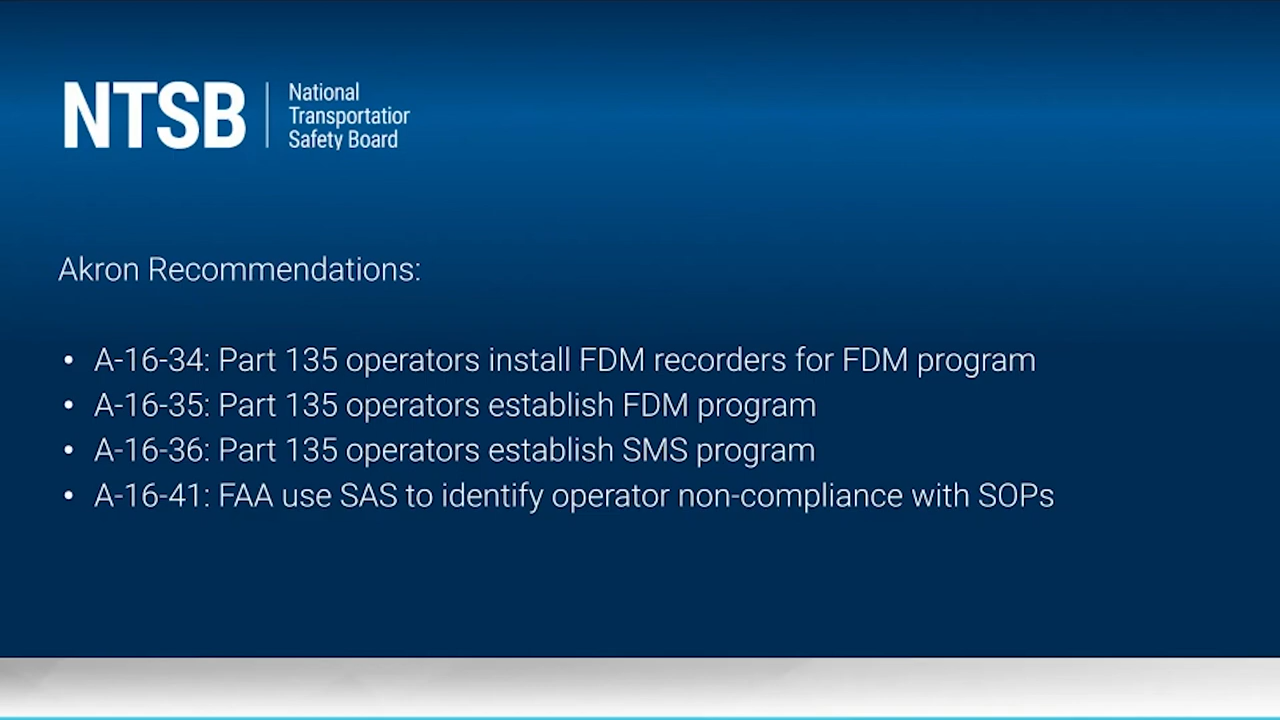 NTSB
National
Transportatior
Safety Board
Akron Recommendations:
• A-16-34: Part 135 operators install FDM recorders for FDM program
• A-16-35: Part 135 operators establish FDM program
• A-16-36: Part 135 operators establish SMS program
• A-16-41: FAA use SAS to identify operator non-compliance with SOPs